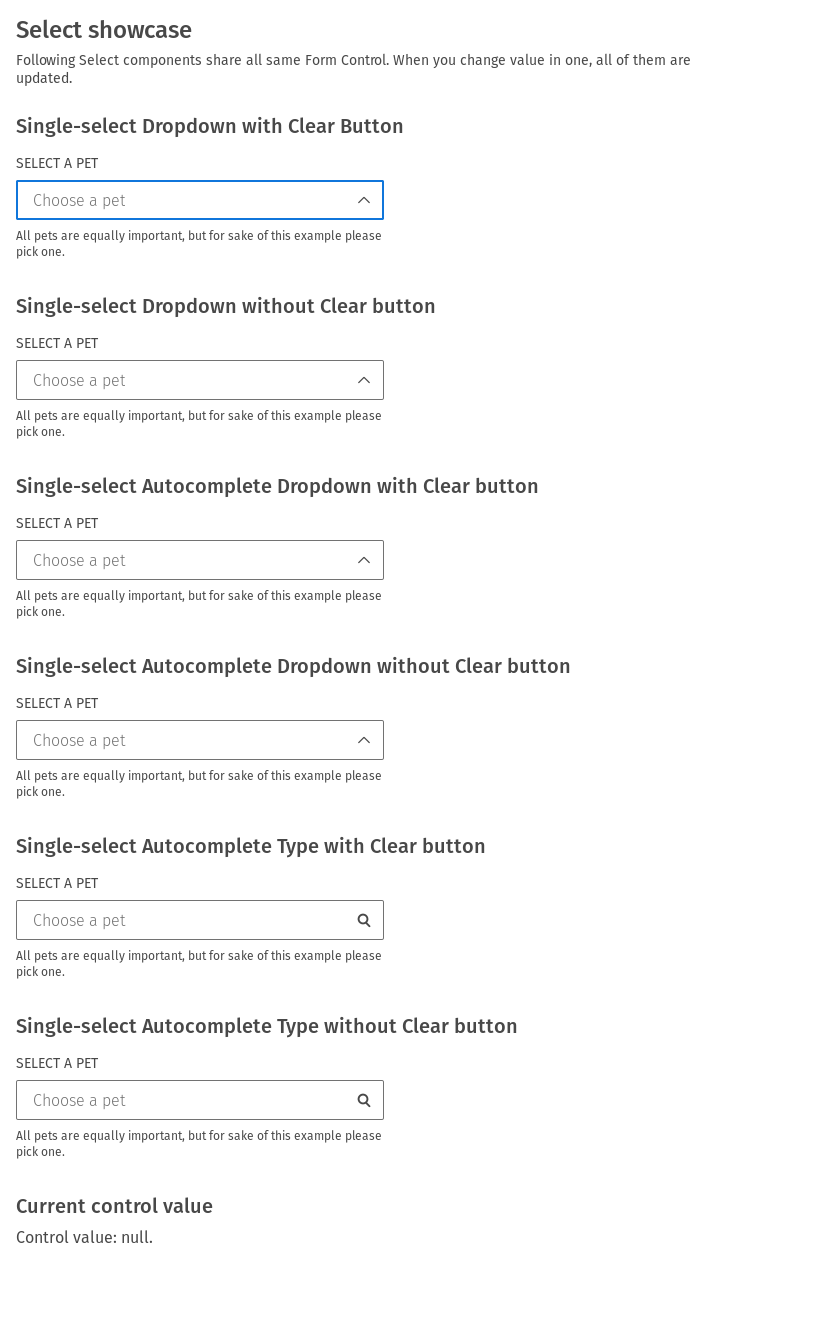 Select showcase
Following Select components share all same Form Control. When you change value in one, all of them are
updated.
Single-select Dropdown with Clear Button
SELECT A PET
Choose a pet
All pets are equally important, but for sake of this example please
pick one.
Single-select Dropdown without Clear button
SELECT A PET
Choose a pet
All pets are equally important, but for sake of this example please
pick one.
Single-select Autocomplete Dropdown with Clear button
SELECT A PET
Choose a pet
All pets are equally important, but for sake of this example please
pick one.
Single-select Autocomplete Dropdown without Clear button
SELECT A PET
Choose a pet
All pets are equally important, but for sake of this example please
pick one.
Single-select Autocomplete Type with Clear button
SELECT A PET
Choose a pet
All pets are equally important, but for sake of this example please
pick one.
Single-select Autocomplete Type without Clear button
SELECT A PET
Choose a pet
All pets are equally important, but for sake of this example please
pick one.
Current control value
Control value: null.